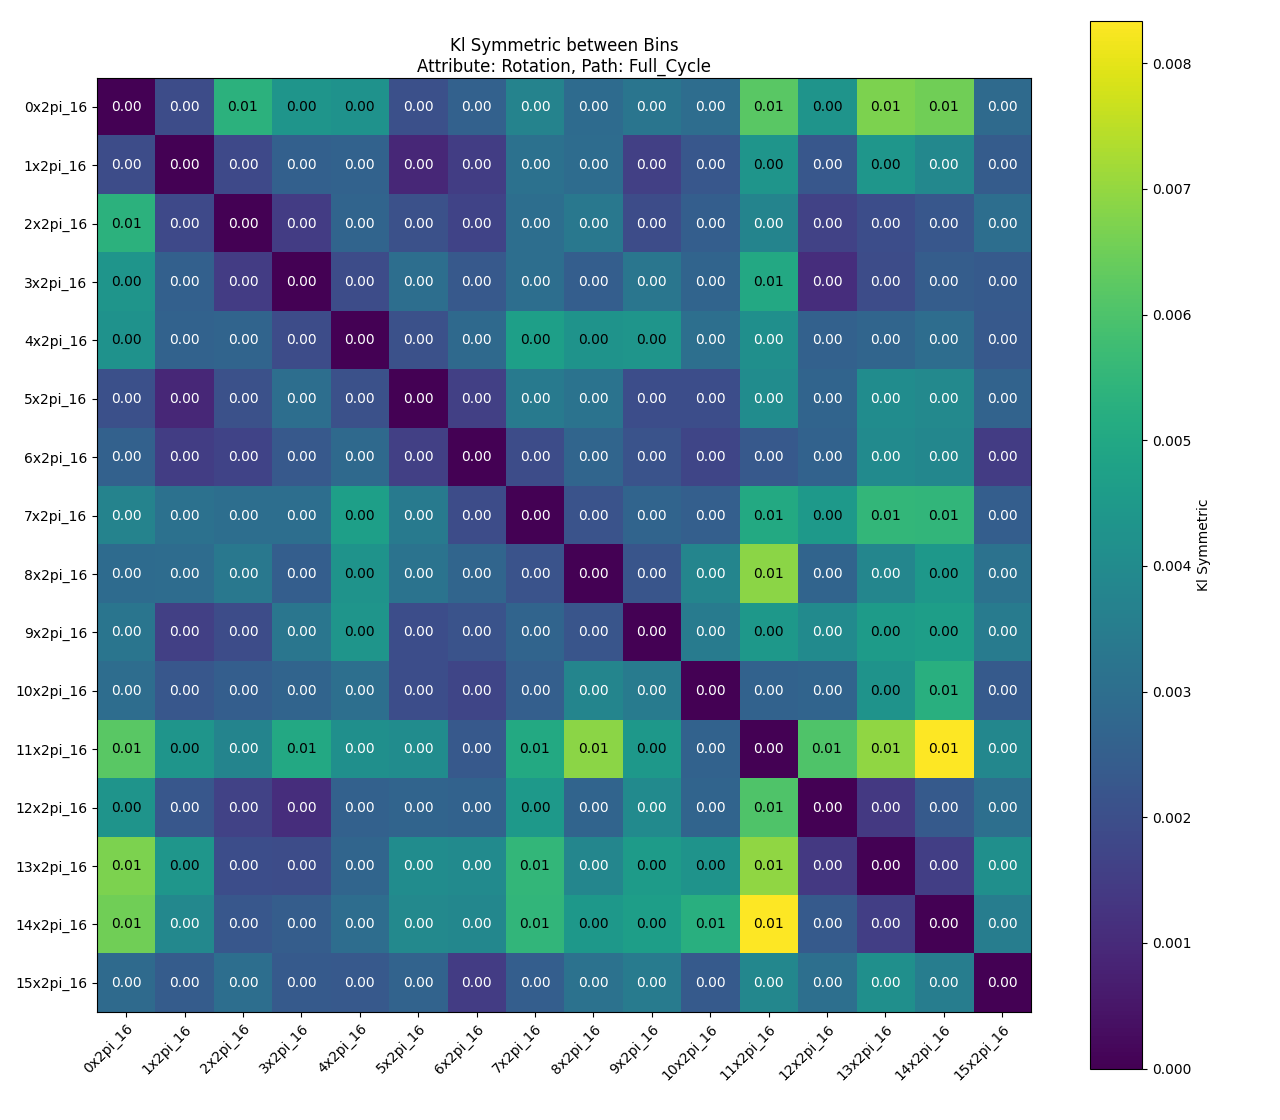 Kl Symmetric between Bins
Attribute: Rotation, Path: Full_Cycle
0x2pi_16 0.00 0.00 0.01 0.00 0.00 0.00 0.00 0.00 0.00 0.00 0.00 0.01 0.00 0.01 0.01 0.00
1x2pi_16 0.00 0.00 0.00 0.00 0.00 0.00 0.00 0.00 0.00 0.00 0.00 0.00 0.00 0.00 0.00 0.00
2x2pi_16 0.01 0.00 0.00 0.00 0.00 0.00 0.00 0.00 0.00 0.00 0.00 0.00 0.00 0.00 0.00 0.00
3x2pi_16 0.00 0.00 0.00 0.00 0.00 0.00 0.00 0.00 0.00 0.00 0.00 0.01 0.00 0.00 0.00 0.00
4x2pi_16 0.00 0.00 0.00 0.00 0.00 0.00 0.00 0.00 0.00 0.00 0.00 0.00 0.00 0.00 0.00 0.00
5x2pi_16 0.00 0.00 0.00 0.00 0.00 0.00 0.00 0.00 0.00 0.00 0.00 0.00 0.00 0.00 0.00 0.00
6x2pi_16 0.00 0.00 0.00 0.00 0.00 0.00 0.00 0.00 0.00 0.00 0.00 0.00 0.00 0.00 0.00 0.00
7x2pi_16 0.00 0.00 0.00 0.00 0.00 0.00 0.00 0.00 0.00 0.00 0.00 0.01 0.00 0.01 0.01 0.00
8x2pi_16 0.00 0.00 0.00 0.00 0.00 0.00 0.00 0.00 0.00 0.00 0.00 0.01 0.00 0.00 0.00 0.00
9x2pi_16 0.00 0.00 0.00 0.00 0.00 0.00 0.00 0.00 0.00 0.00 0.00 0.00 0.00 0.00 0.00 0.00
10x2pi_16 0.00 0.00 0.00 0.00 0.00 0.00 0.00 0.00 0.00 0.00 0.00 0.00 0.00 0.00 0.01 0.00
11x2pi_16 0.01 0.00 0.00 0.01 0.00 0.00 0.00 0.01 0.01 0.00 0.00 0.00 0.01 0.01 0.01 0.00
12x2pi_16 0.00 0.00 0.00 0.00 0.00 0.00 0.00 0.00 0.00 0.00 0.00 0.01 0.00 0.00 0.00 0.00
13x2pi_16 0.01 0.00 0.00 0.00 0.00 0.00 0.00 0.01 0.00 0.00 0.00 0.01 0.00 0.00 0.00 0.00
14x2pi_16 0.01 0.00 0.00 0.00 0.00 0.00 0.00 0.01 0.00 0.00 0.01 0.01 0.00 0.00 0.00 0.00
15x2pi_16 0.00 0.00 0.00 0.00 0.00 0.00 0.00 0.00 0.00 0.00 0.00 0.00 0.00 0.00 0.00 0.00
0x2pi_16 1x2pi_16 2x2pi_16 3x2pi_16 4x2pi_16 5x2pi_16 6x2pi_16 7x2pi_16 8x2pi_16 9x2pi_16 10x2pi_16 11x2pi_16 12x2pi_16 13x2pi_16 14x2pi_16 15x2pi_16
0.008
0.007
0.006
0.005
0.004
0.003
0.002
0.001
0.000
Kl Symmetric